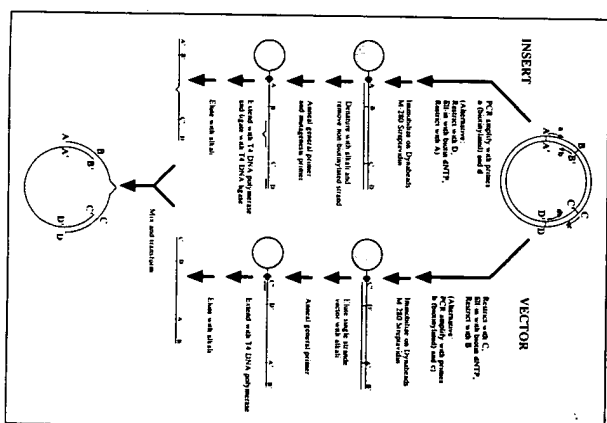 INSERT
PCR amplify with primers
a (biotinylated) and d
(Alternative:
Restrict with D,
fill-in with biotin dNTP,
Restrict with A)
Immobilize on Dynabeads
M-280 Streptavidin
Denature with alkali and
remove non biotinylated strand
Anneal general primer
and mutagenesis primer
Extend with T4 DNA polymerase
and ligate with T4 DNA ligase
Elute with alkali
VECTOR
Restrict with C,
fill-in with biotin dNTP,
Restrict with B
(Alternative:
PCR amplify with primers
b (biotinylated) and c)
Immobilize on Dynabeads
M-280 Streptavidin
Elute single strande
vector with alkali
Anneal general primer
Extend with T4 DNA polymerase
Elute with alkali
Mix and transform
A A' B B' C C' D D'